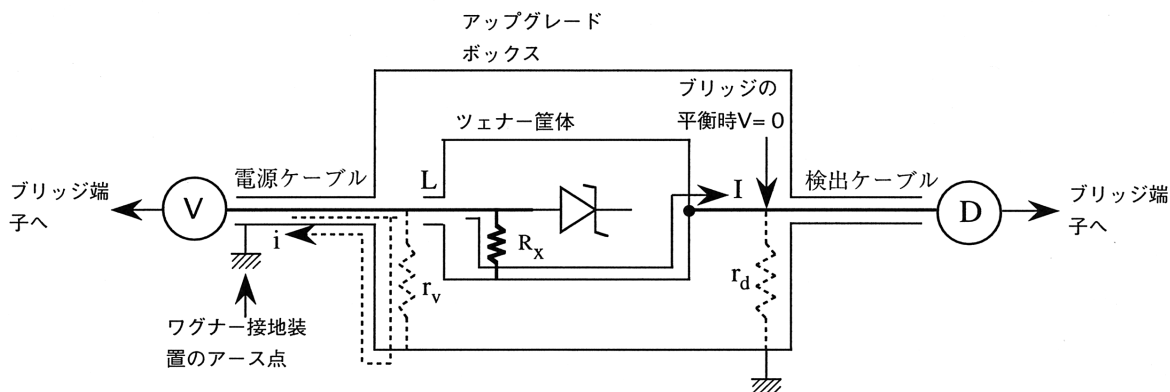 アップグレード
ボックス
ブリッジの
平衡時V=0
ツェナー筐体
電源ケーブル
L
I
検出ケーブル
ブリッジ端
子へ
V
D
ブリッジ端
子へ
i
Rx
rv
rd
ワグナー接地装
置のアース点